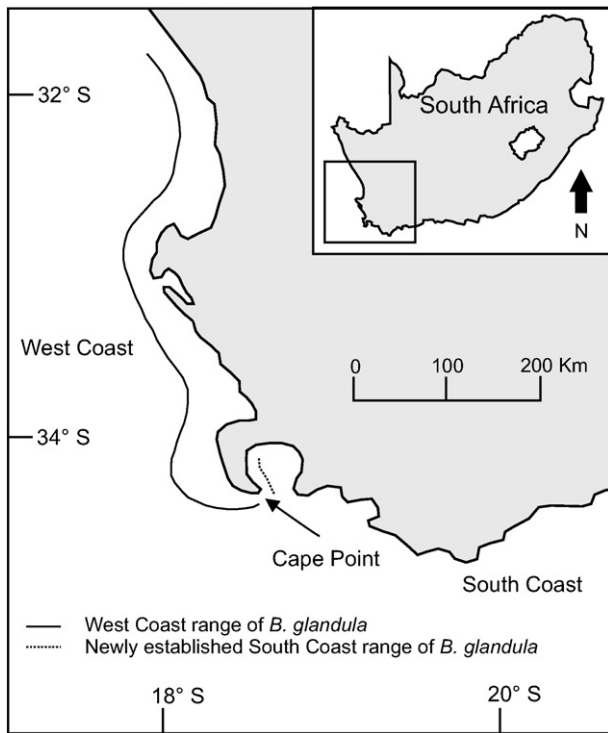 32° S
South Africa
N
West Coast
0 100 200 Km
34° S
Cape Point
South Coast
West Coast range of B. glandula
Newly established South Coast range of B. glandula
18° S 20° S